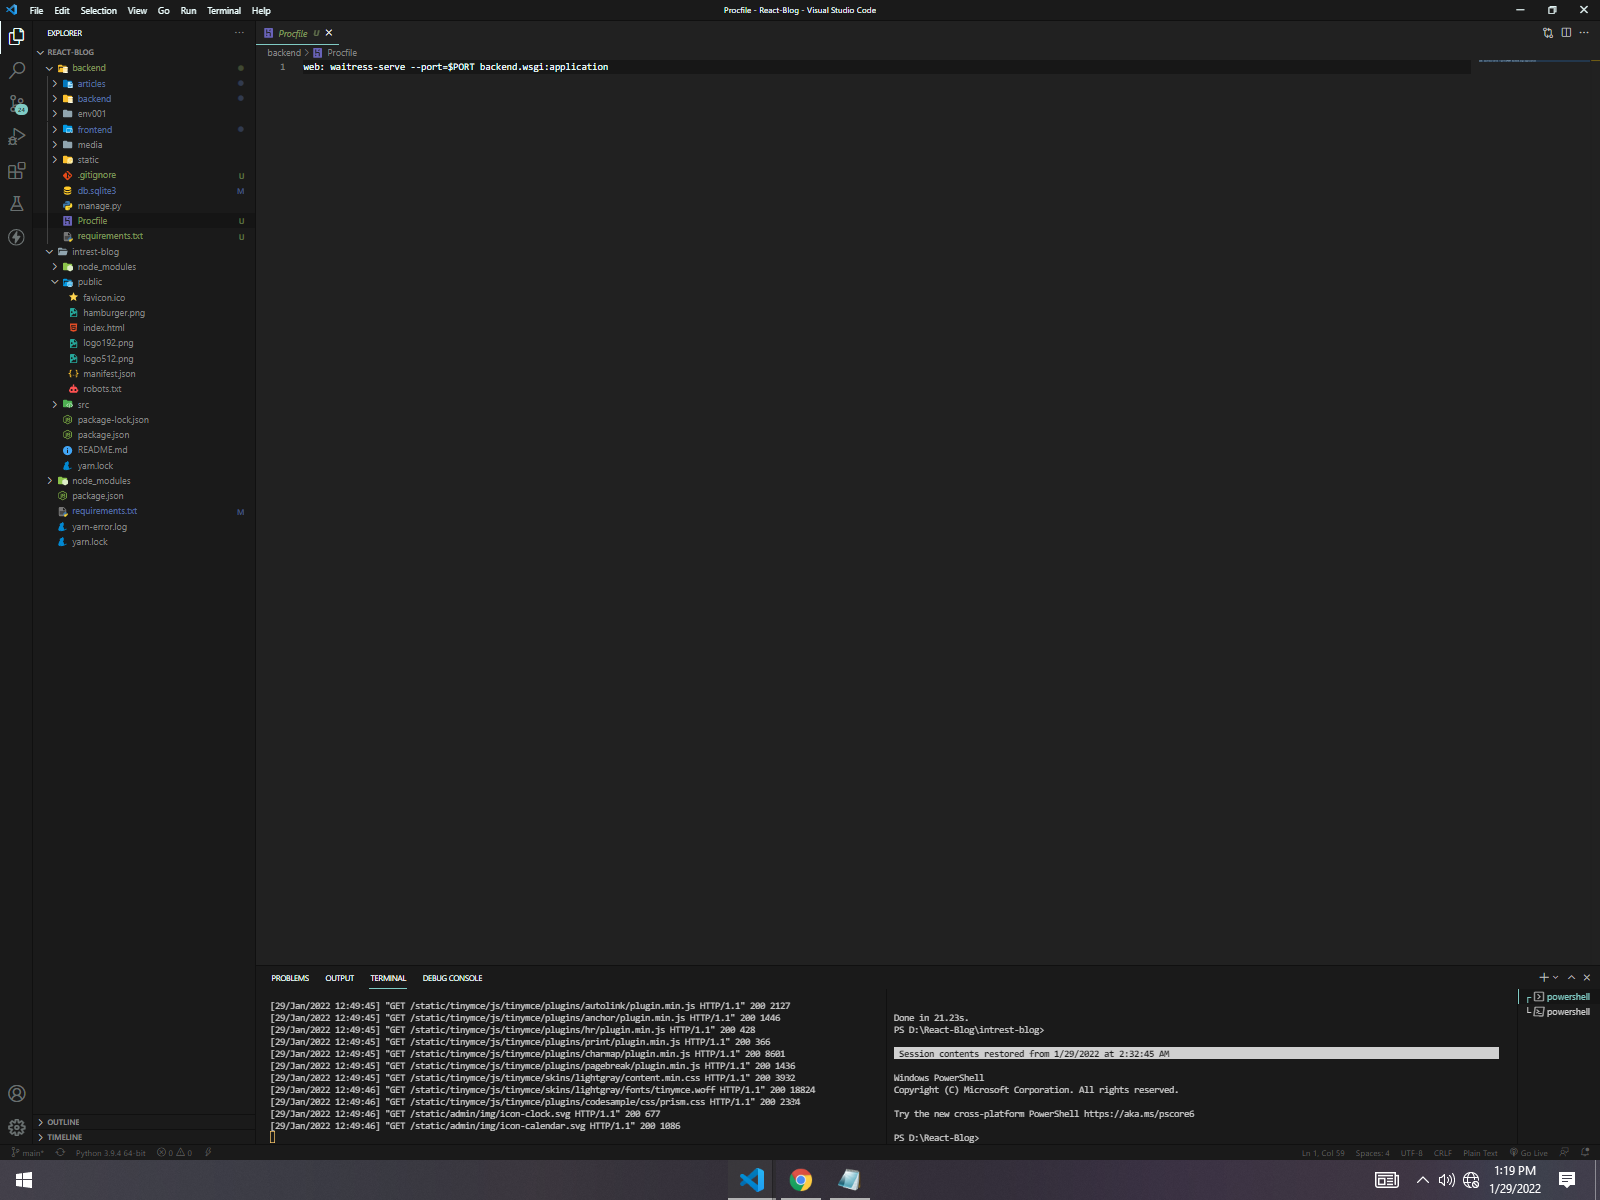 File Edit Selection View Go Run Terminal Help
Procfile - React-Blog - Visual Studio Code
EXPLORER
REACT-BLOG
backend
articles
backend
env001
frontend
media
static
.gitignore U
db.sqlite3 M
manage.py
Procfile U
requirements.txt U
intrest-blog
node_modules
public
favicon.ico
hamburger.png
index.html
logo192.png
logo512.png
manifest.json
robots.txt
src
package-lock.json
package.json
README.md
yarn.lock
node_modules
package.json
requirements.txt M
yarn-error.log
yarn.lock
OUTLINE
TIMELINE
24
Procfile U
backend > Procfile
1 web: waitress-serve --port=$PORT backend.wsgi:application
PROBLEMS OUTPUT TERMINAL DEBUG CONSOLE
[29/Jan/2022 12:49:45] "GET /static/tinymce/js/tinymce/plugins/autolink/plugin.min.js HTTP/1.1" 200 2127
[29/Jan/2022 12:49:45] "GET /static/tinymce/js/tinymce/plugins/anchor/plugin.min.js HTTP/1.1" 200 1446
[29/Jan/2022 12:49:45] "GET /static/tinymce/js/tinymce/plugins/hr/plugin.min.js HTTP/1.1" 200 428
[29/Jan/2022 12:49:45] "GET /static/tinymce/js/tinymce/plugins/print/plugin.min.js HTTP/1.1" 200 366
[29/Jan/2022 12:49:45] "GET /static/tinymce/js/tinymce/plugins/charmap/plugin.min.js HTTP/1.1" 200 8601
[29/Jan/2022 12:49:45] "GET /static/tinymce/js/tinymce/plugins/pagebreak/plugin.min.js HTTP/1.1" 200 1436
[29/Jan/2022 12:49:46] "GET /static/tinymce/js/tinymce/skins/lightgray/content.min.css HTTP/1.1" 200 3932
[29/Jan/2022 12:49:46] "GET /static/tinymce/js/tinymce/skins/lightgray/fonts/tinymce.woff HTTP/1.1" 200 18824
[29/Jan/2022 12:49:46] "GET /static/tinymce/js/tinymce/plugins/codesample/css/prism.css HTTP/1.1" 200 2334
[29/Jan/2022 12:49:46] "GET /static/admin/img/icon-clock.svg HTTP/1.1" 200 677
[29/Jan/2022 12:49:46] "GET /static/admin/img/icon-calendar.svg HTTP/1.1" 200 1086
Done in 21.23s.
PS D:\React-Blog\intrest-blog>
Session contents restored from 1/29/2022 at 2:32:45 AM
Windows PowerShell
Copyright (C) Microsoft Corporation. All rights reserved.
Try the new cross-platform PowerShell https://aka.ms/pscore6
PS D:\React-Blog>
powershell
powershell
main* Python 3.9.4 64-bit 0 0
Ln 1, Col 59 Spaces: 4 UTF-8 CRLF Plain Text Go Live
1:19 PM
1/29/2022